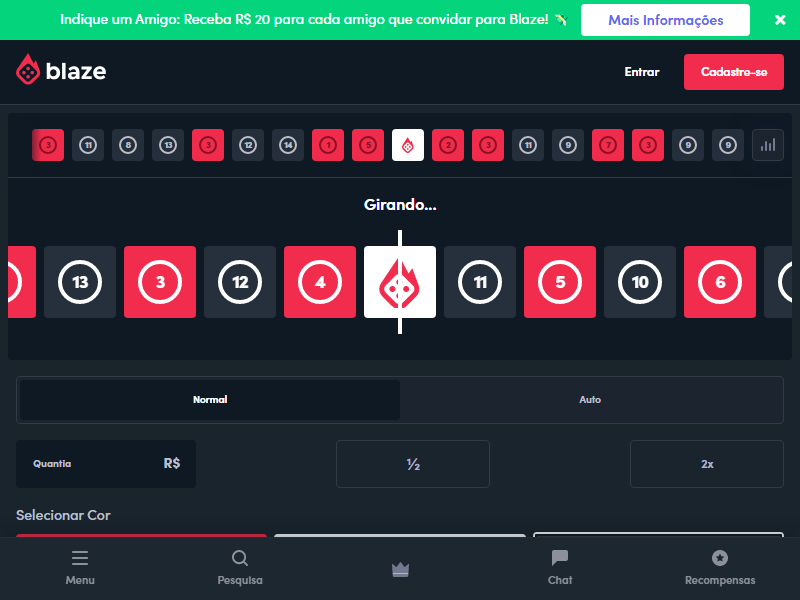 Indique um Amigo: Receba R$ 20 para cada amigo que convidar para Blaze! 💸
Mais Informações
×
blaze
Entrar
Cadastre-se
3 11 8 13 3 12 14 1 5 2 3 11 9 7 3 9 9
Girando...
13 3 12 4 11 5 10 6
Normal
Auto
Quantia
R$
½
2x
Selecionar Cor
Menu
Pesquisa
Chat
Recompensas